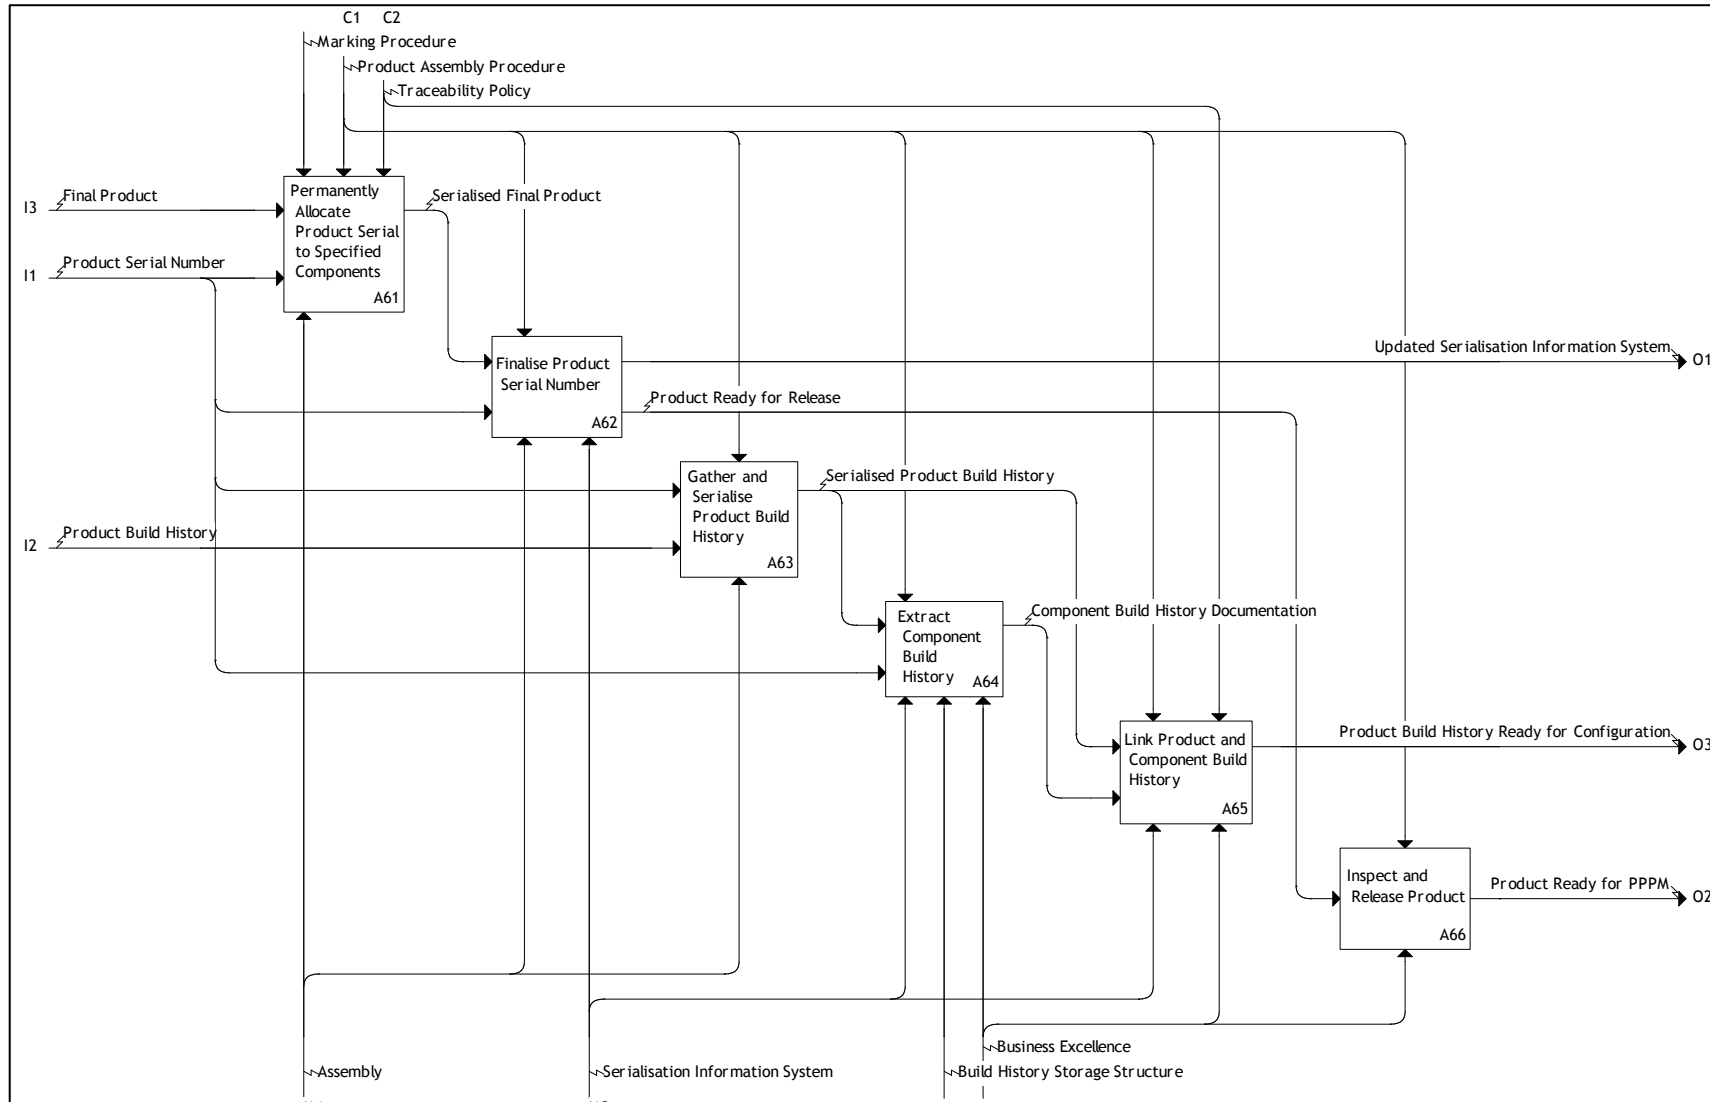 C1 C2
Marking Procedure
Product Assembly Procedure
Traceability Policy
I3
Final Product
Permanently
Allocate
Product Serial
to Specified
Components
A61
Serialised Final Product
I1
Product Serial Number
Finalise Product
Serial Number
A62
Updated Serialisation Information System
O1
Product Ready for Release
Gather and
Serialise
Product Build
History
A63
Serialised Product Build History
I2
Product Build History
Extract
Component
Build
History
A64
Component Build History Documentation
Link Product and
Component Build
History
A65
Product Build History Ready for Configuration
O3
Inspect and
Release Product
A66
Product Ready for PPPM
O2
Business Excellence
Assembly
Serialisation Information System
Build History Storage Structure